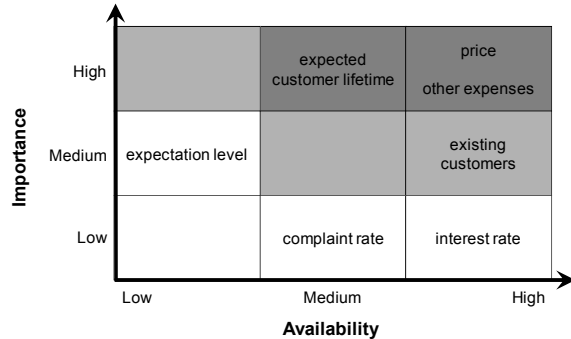 Importance
High
expected
customer lifetime
price
other expenses
Medium
expectation level
existing
customers
Low
complaint rate
interest rate
Low
Medium
High
Availability